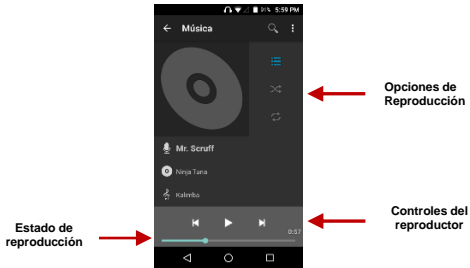 91% 5:59 PM
Música
Opciones de
Reproducción
Mr. Scruff
Ninja Tuna
Kalimba
Controles del
reproductor
0:57
Estado de
reproducción